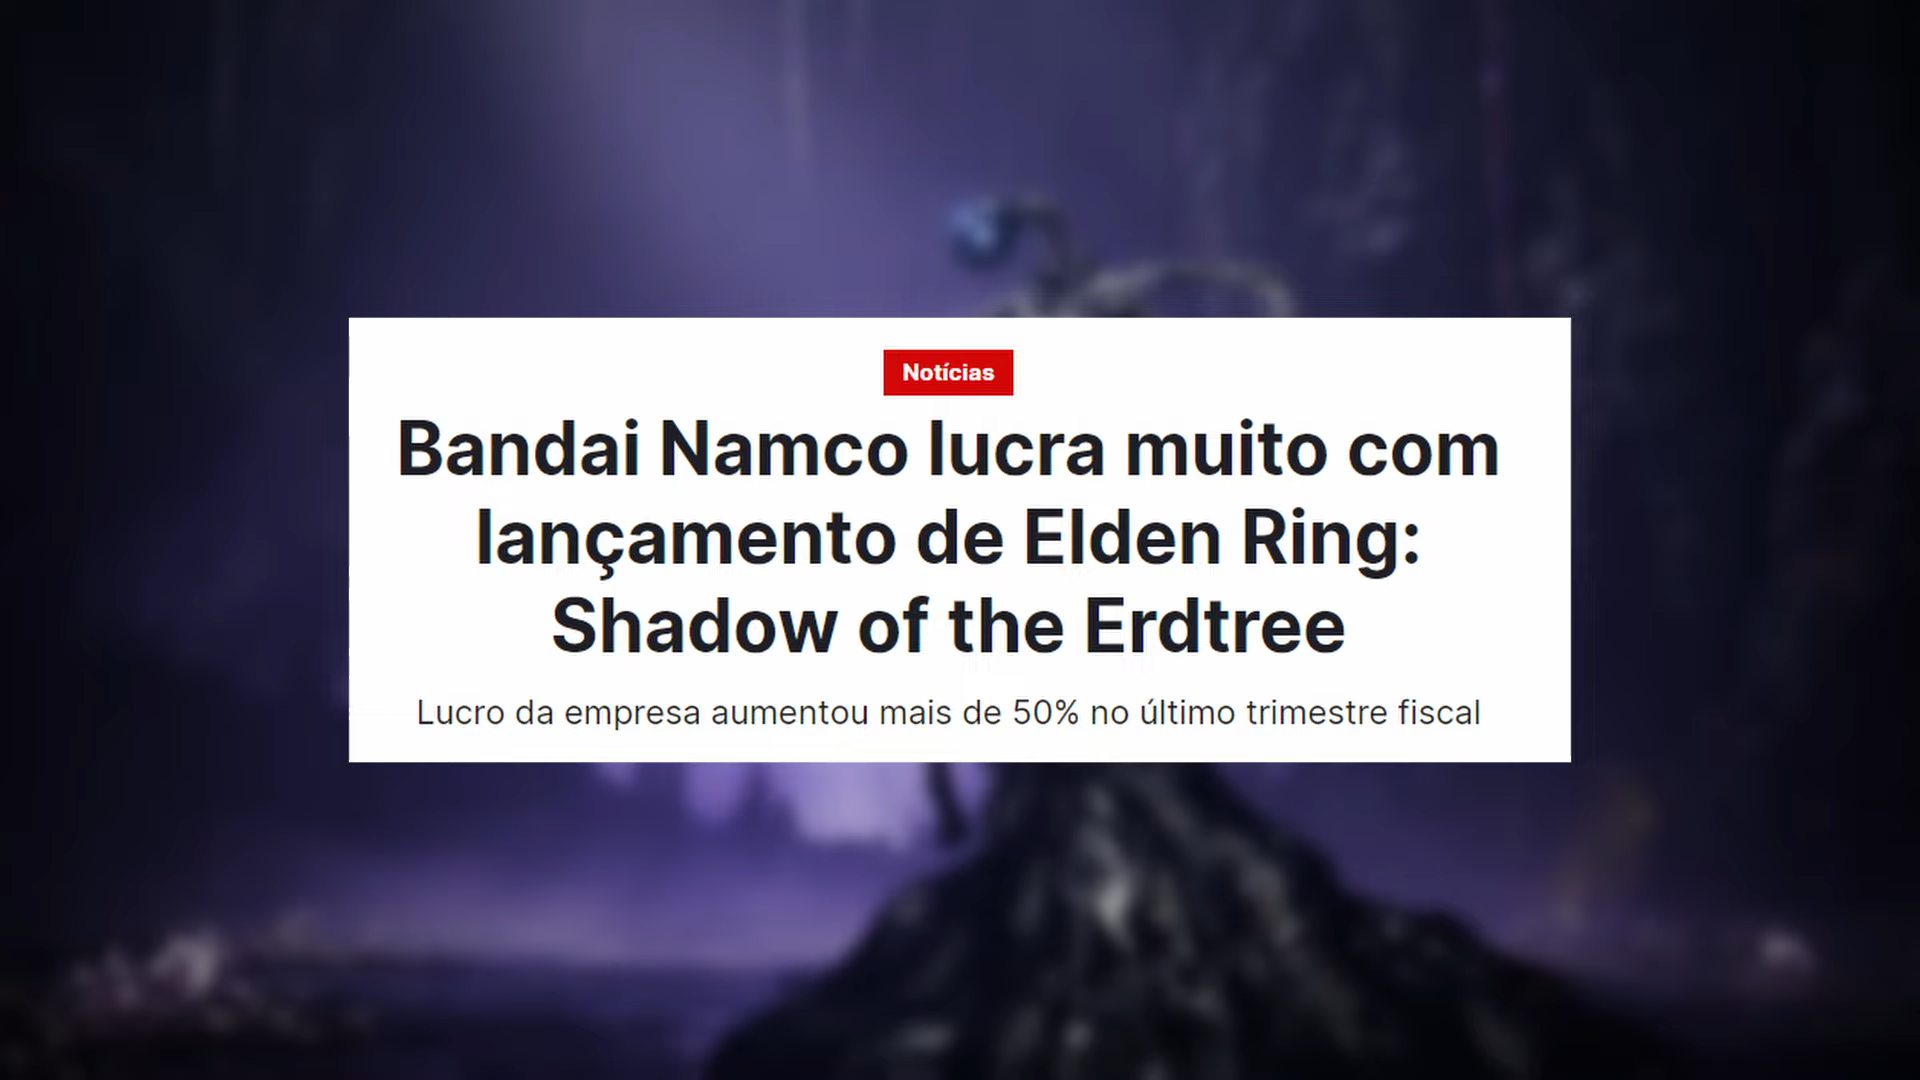 Notícias
Bandai Namco lucra muito com
lançamento de Elden Ring:
Shadow of the Erdtree
Lucro da empresa aumentou mais de 50% no último trimestre fiscal